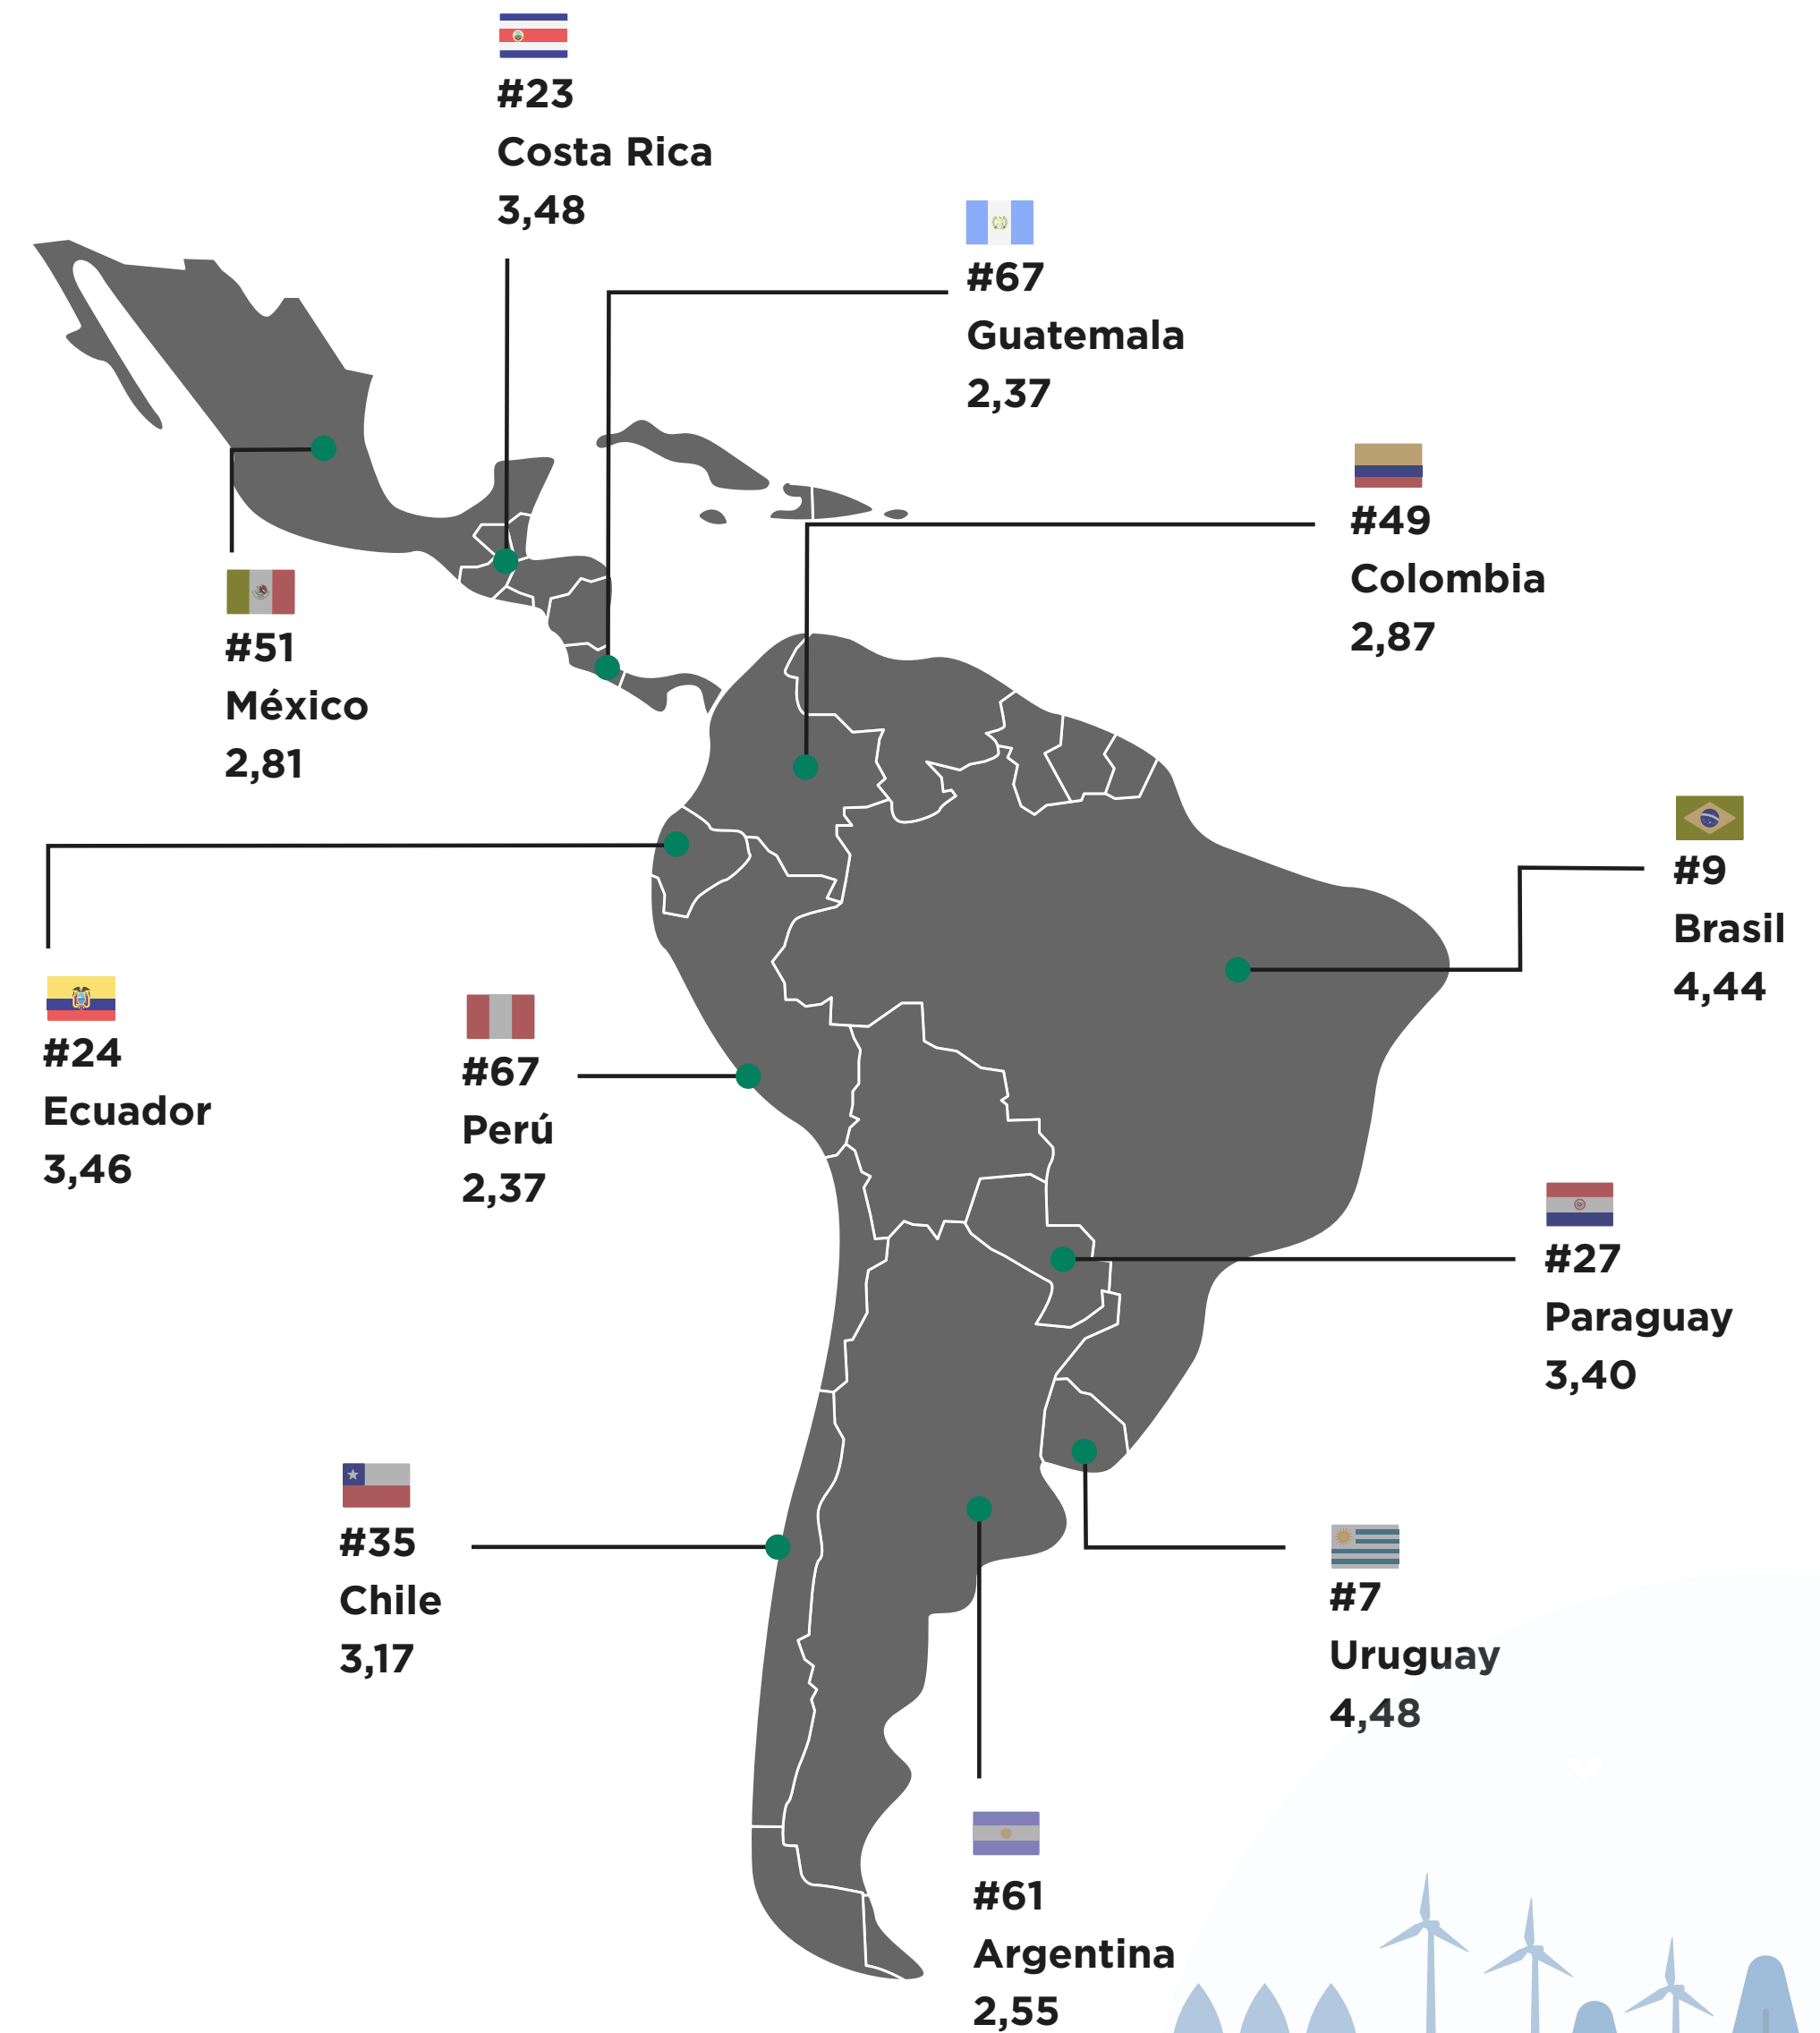 #23
Costa Rica
3,48
#67
Guatemala
2,37
#49
Colombia
2,87
#51
México
2,81
#9
Brasil
4,44
#24
Ecuador
3,46
#67
Perú
2,37
#27
Paraguay
3,40
#35
Chile
3,17
#7
Uruguay
4,48
#61
Argentina
2,55